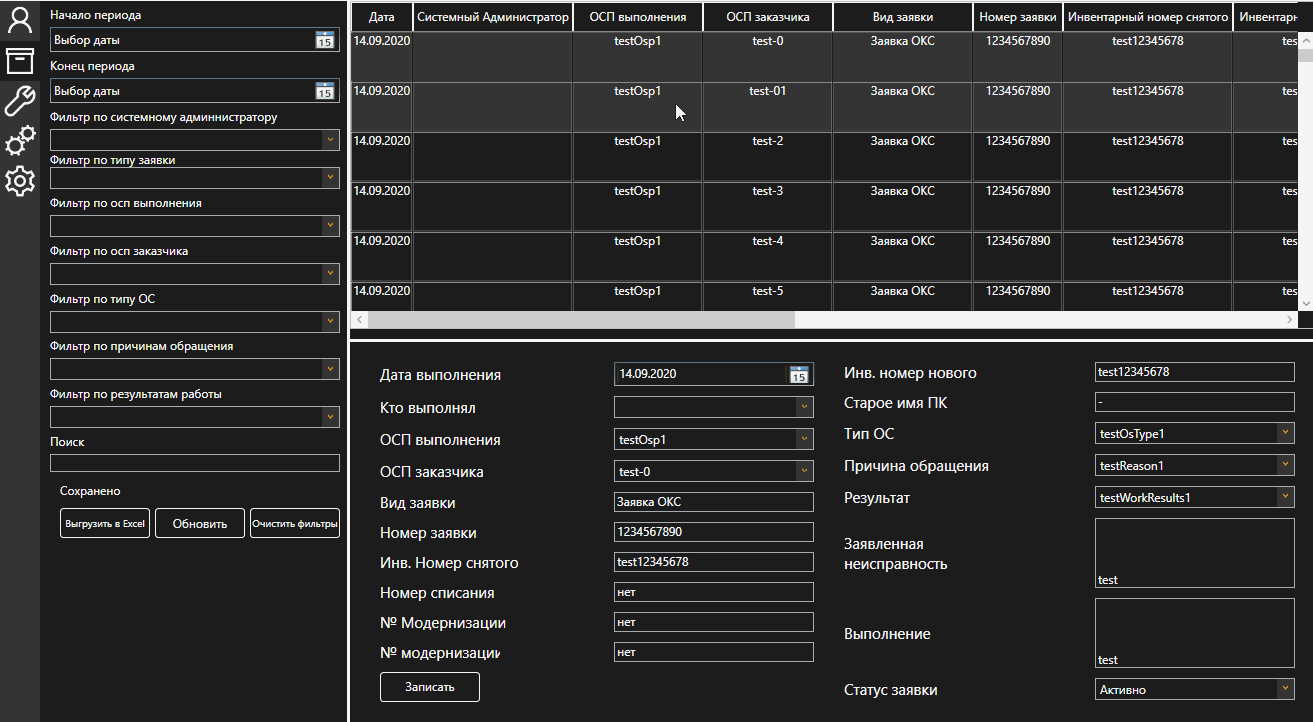 Начало периода
Выбор даты
15
Конец периода
Выбор даты
15
Фильтр по системному админнистратору
Фильтр по типу заявки
Фильтр по осп выполнения
Фильтр по осп заказчика
Фильтр по типу ОС
Фильтр по причинам обращения
Фильтр по результатам работы
Поиск
Сохранено
Выгрузить в Excel Обновить Очистить фильтры
Дата Системный Администратор ОСП выполнения ОСП заказчика Вид заявки Номер заявки Инвентарный номер снятого Инвентарн
14.09.2020 testOsp1 test-0 Заявка ОКС 1234567890 test12345678 tes
14.09.2020 testOsp1 test-01 Заявка ОКС 1234567890 test12345678 tes
14.09.2020 testOsp1 test-2 Заявка ОКС 1234567890 test12345678 tes
14.09.2020 testOsp1 test-3 Заявка ОКС 1234567890 test12345678 tes
14.09.2020 testOsp1 test-4 Заявка ОКС 1234567890 test12345678 tes
14.09.2020 testOsp1 test-5 Заявка ОКС 1234567890 test12345678 tes
Дата выполнения 14.09.2020 15
Кто выполнял
ОСП выполнения testOsp1
ОСП заказчика test-0
Вид заявки Заявка ОКС
Номер заявки 1234567890
Инв. Номер снятого test12345678
Номер списания нет
№ Модернизации нет
№ модернизации нет
Записать
Инв. номер нового test12345678
Старое имя ПК -
Тип ОС testOsType1
Причина обращения testReason1
Результат testWorkResults1
Заявленная
неисправность
test
Выполнение
test
Статус заявки Активно